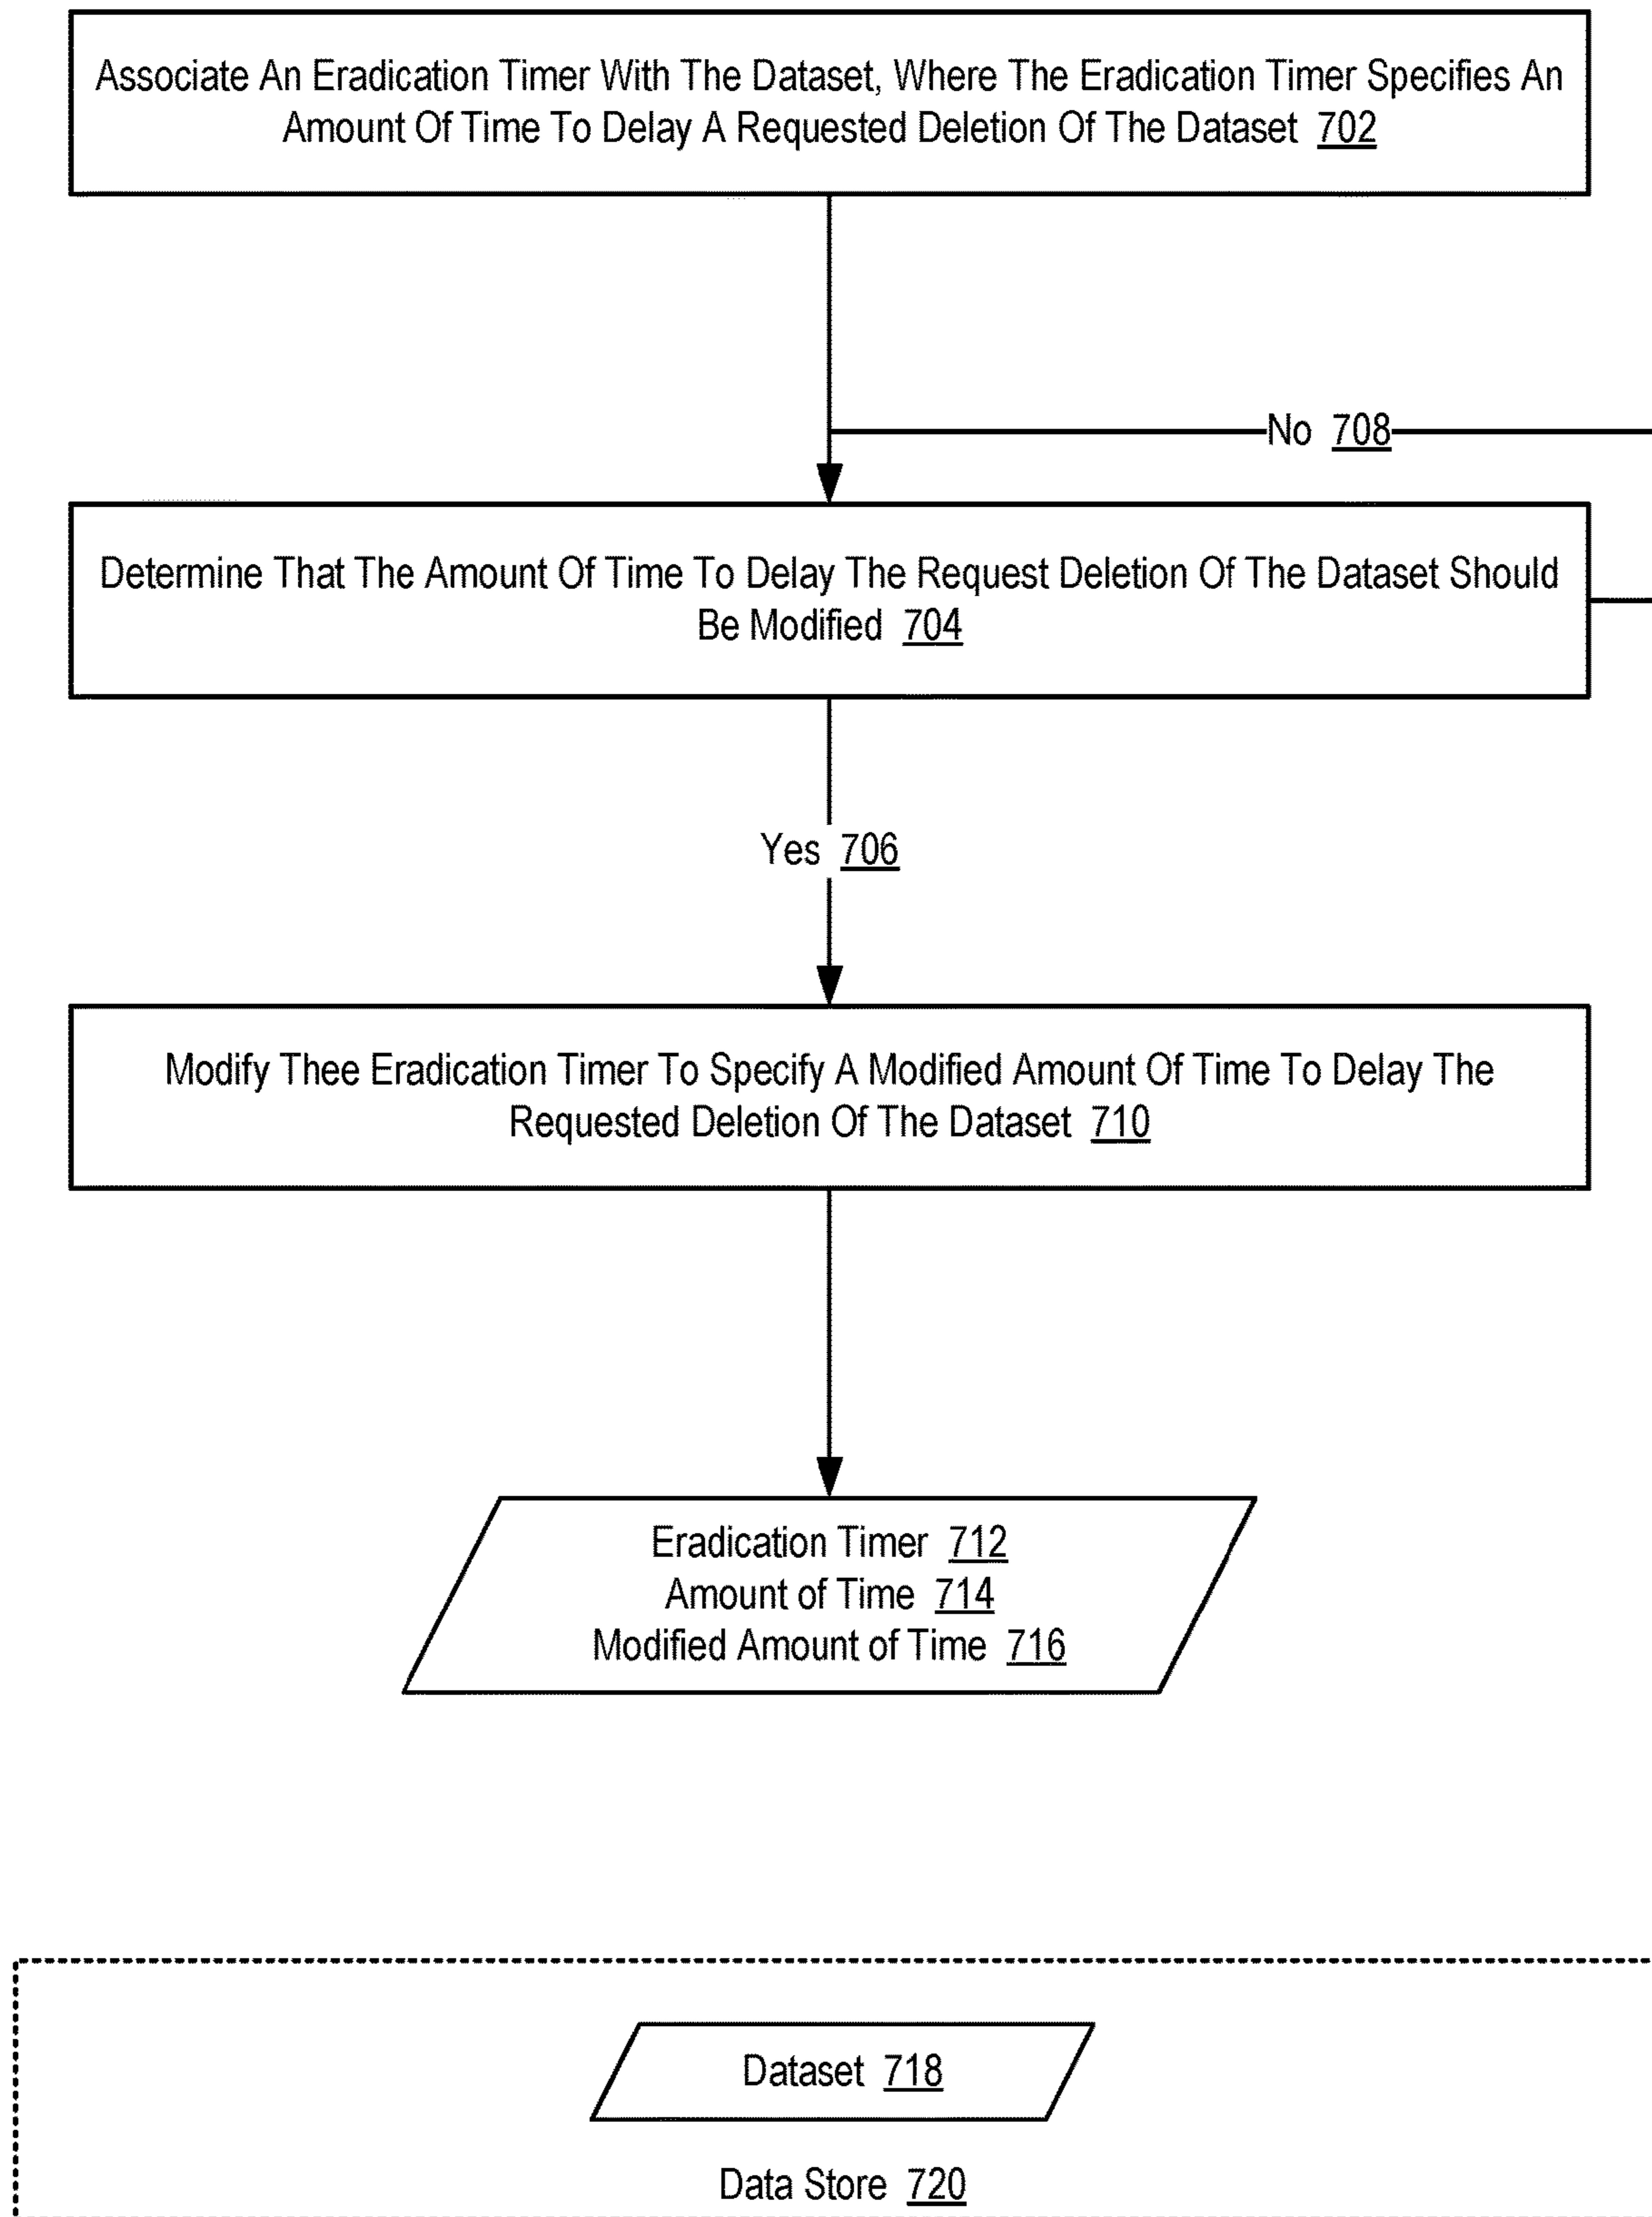 Associate An Eradication Timer With The Dataset, Where The Eradication Timer Specifies An
Amount Of Time To Delay A Requested Deletion Of The Dataset 702
No 708
Determine That The Amount Of Time To Delay The Request Deletion Of The Dataset Should
Be Modified 704
Yes 706
Modify Thee Eradication Timer To Specify A Modified Amount Of Time To Delay The
Requested Deletion Of The Dataset 710
Eradication Timer 712
Amount of Time 714
Modified Amount of Time 716
Dataset 718
Data Store 720